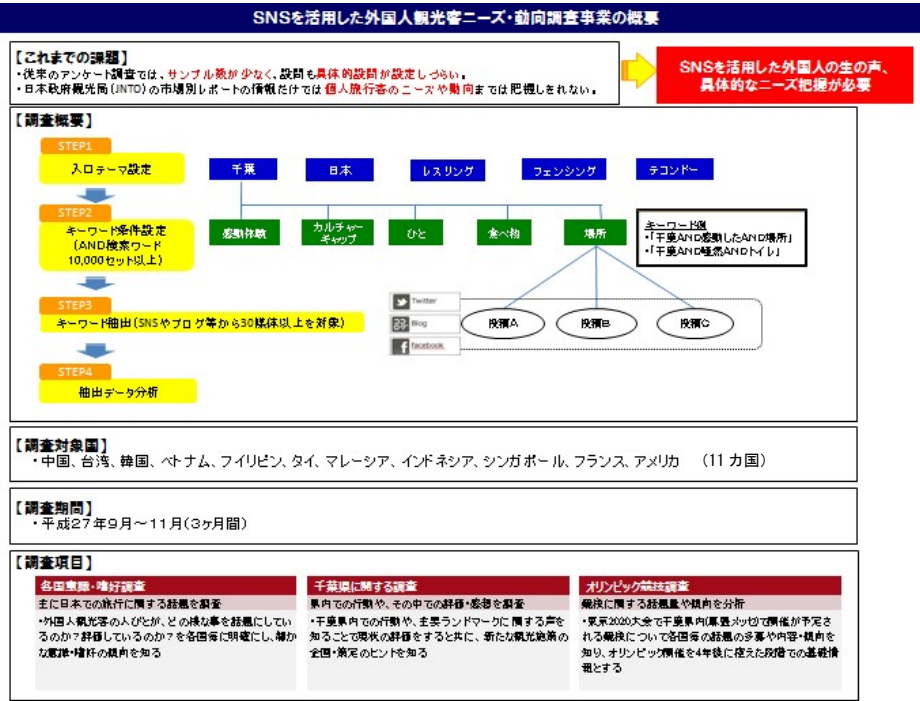 SNSを活用した外国人観光客ニーズ・動向調査事業の概要
【これまでの課題】
・従来のアンケート調査では、サンプル数が少なく、設問も具体的設問が設定しづらい。
・日本政府観光局(JNTO)の市場別レポートの情報だけでは個人旅行客のニーズや動向までは把握しきれない。
SNSを活用した外国人の生の声、
具体的なニーズ把握が必要
【調査概要】
STEP1
入口テーマ設定
千葉
日本
レスリング
フェンシング
テコンドー
STEP2
キーワード条件設定
(AND検索ワード
10,000セット以上)
感動体験
カルチャー
ギャップ
ひと
食べ物
場所
キーワード例
・「千葉AND感動したAND場所」
・「千葉AND唖然ANDトイレ」
STEP3
キーワード抽出(SNSやブログ等から30媒体以上を対象)
Twitter
Blog
facebook
投稿A
投稿B
投稿C
STEP4
抽出データ分析
【調査対象国】
・中国、台湾、韓国、ベトナム、フィリピン、タイ、マレーシア、インドネシア、シンガポール、フランス、アメリカ (11カ国)
【調査期間】
・平成27年9月～11月(3ヶ月間)
【調査項目】
各国意識・嗜好調査
主に日本での旅行に関する話題を調査
・外国人観光客の人びとが、どの様な事を話題にしてい
るのか?評価しているのか?を各国毎に明確にし、細か
な意識・嗜好の傾向を知る
千葉県に関する調査
県内での行動や、その中での評価・感想を調査
・千葉県内での行動や、主要ランドマークに関する声を
知ることで現状の評価をすると共に、新たな観光施策の
企画・策定のヒントを知る
オリンピック競技調査
競技に関する話題量や傾向を分析
・東京2020大会で千葉県内(幕張メッセ)で開催が予定さ
れる競技について各国毎の話題の多寡や内容・傾向を
知り、オリンピック開催を4年後に控えた段階での基礎情
報とする